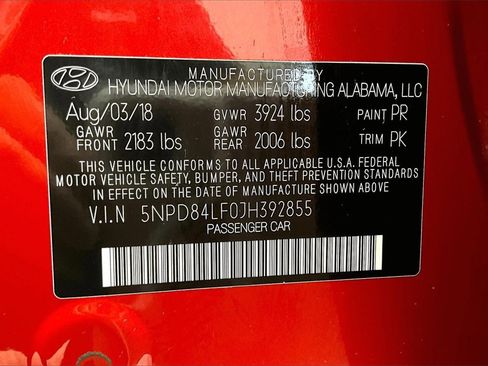 MANUFACTURED BY
HYUNDAI MOTOR MANUFACTURING ALABAMA, LLC
Aug/03/18 GVWR 3924 lbs PAINT PR
GAWR FRONT 2183 lbs GAWR REAR 2006 lbs TRIM PK
THIS VEHICLE CONFORMS TO ALL APPLICABLE U.S.A. FEDERAL
MOTOR VEHICLE SAFETY, BUMPER, AND THEFT PREVENTION STANDARDS
IN EFFECT ON THE DATE OF MANUFACTURE SHOWN ABOVE
V.I.N 5NPD84LF0JH392855
PASSENGER CAR